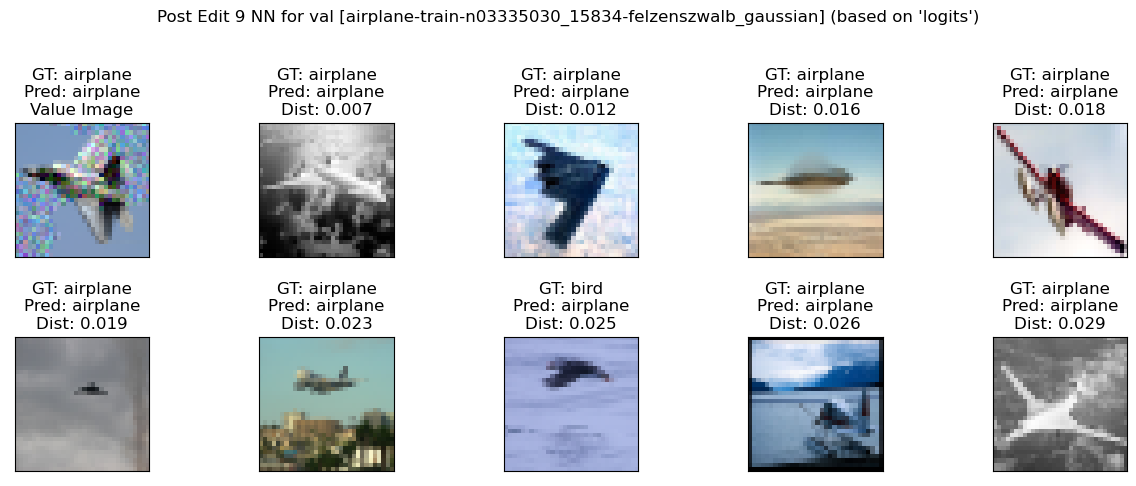 Post Edit 9 NN for val [airplane-train-n03335030_15834-felzenszwalb_gaussian] (based on 'logits')
GT: airplane
Pred: airplane
Value Image
GT: airplane
Pred: airplane
Dist: 0.007
GT: airplane
Pred: airplane
Dist: 0.012
GT: airplane
Pred: airplane
Dist: 0.016
GT: airplane
Pred: airplane
Dist: 0.018
GT: airplane
Pred: airplane
Dist: 0.019
GT: airplane
Pred: airplane
Dist: 0.023
GT: bird
Pred: airplane
Dist: 0.025
GT: airplane
Pred: airplane
Dist: 0.026
GT: airplane
Pred: airplane
Dist: 0.029